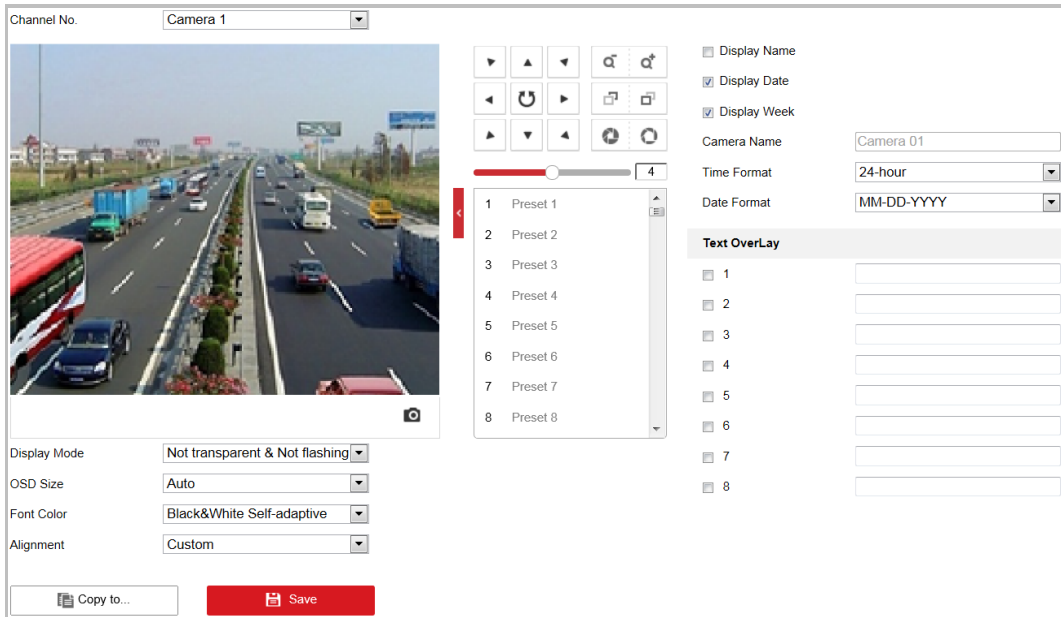 Channel No. Camera 1
Display Name
Display Date
Display Week
Camera Name Camera 01
Time Format 24-hour
Date Format MM-DD-YYYY
4
1 Preset 1
2 Preset 2
3 Preset 3
4 Preset 4
5 Preset 5
6 Preset 6
7 Preset 7
8 Preset 8
Text OverLay
1
2
3
4
5
6
7
8
Display Mode Not transparent & Not flashing
OSD Size Auto
Font Color Black&White Self-adaptive
Alignment Custom
Copy to... Save